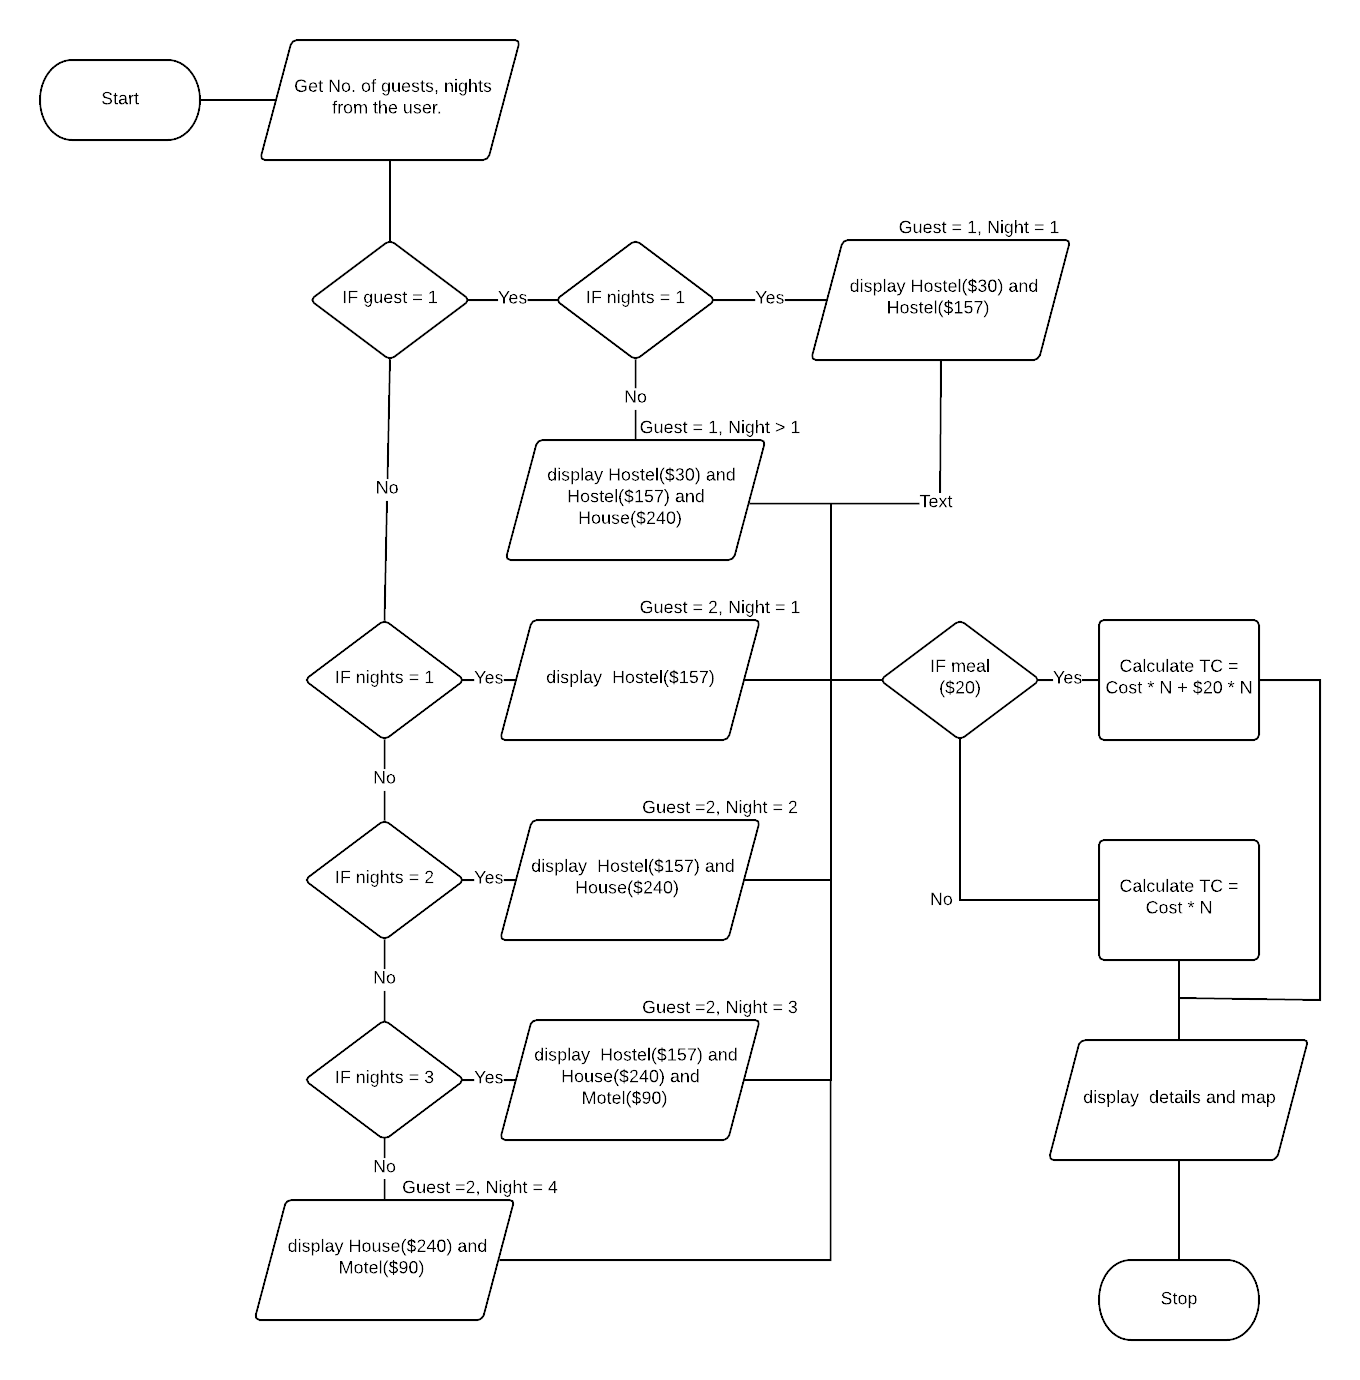 Start
Get No. of guests, nights
from the user.
Guest = 1, Night = 1
IF guest = 1
Yes
IF nights = 1
Yes
display Hostel($30) and
Hostel($157)
No
Guest = 1, Night > 1
display Hostel($30) and
Hostel($157) and
House($240)
Text
No
Guest = 2, Night = 1
IF nights = 1
Yes
display  Hostel($157)
IF meal
($20)
Yes
Calculate TC =
Cost * N + $20 * N
No
Guest =2, Night = 2
IF nights = 2
Yes
display  Hostel($157) and
House($240)
No
Calculate TC =
Cost * N
No
Guest =2, Night = 3
IF nights = 3
Yes
display  Hostel($157) and
House($240) and
Motel($90)
display  details and map
No
Guest =2, Night = 4
display House($240) and
Motel($90)
Stop